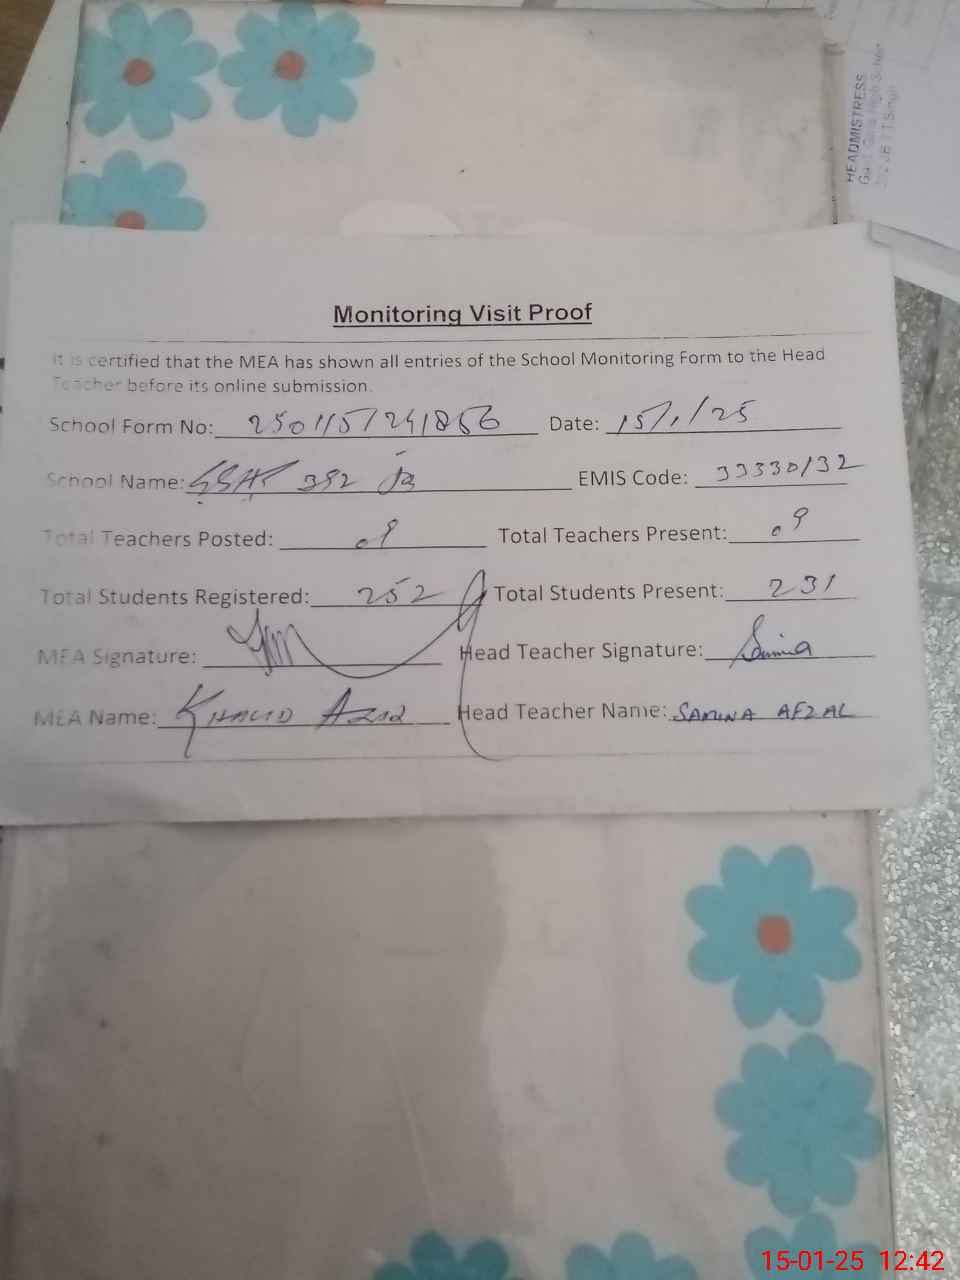 HEADMISTRESS
Monitoring Visit Proof
It is certified that the MEA has shown all entries of the School Monitoring Form to the Head
Teacher before its online submission.
School Form No: Date: 15/1/25
School Name: 392 JB EMIS Code: 33330132
Total Teachers Posted: 09 Total Teachers Present: 09
Total Students Registered: 252 Total Students Present: 231
MEA Signature: Head Teacher Signature: Samina
MEA Name: KHALID AZIZ Head Teacher Name: SAMINA AFZAL
15-01-25 12:42